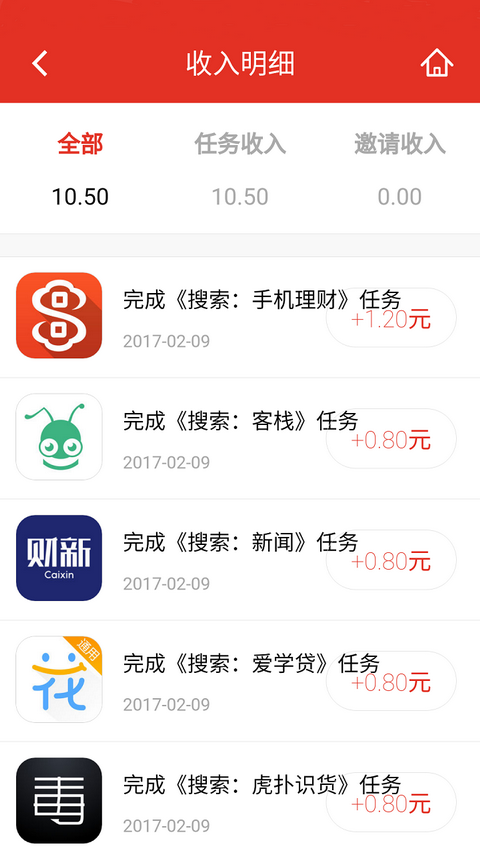 收入明细
全部 任务收入 邀请收入
10.50 10.50 0.00
完成《搜索：手机理财》任务
+1.20元
2017-02-09
完成《搜索：客栈》任务
+0.80元
2017-02-09
财新
Caixin
完成《搜索：新闻》任务
+0.80元
2017-02-09
通用
花
完成《搜索：爱学贷》任务
+0.80元
2017-02-09
毒
完成《搜索：虎扑识货》任务
+0.80元
2017-02-09